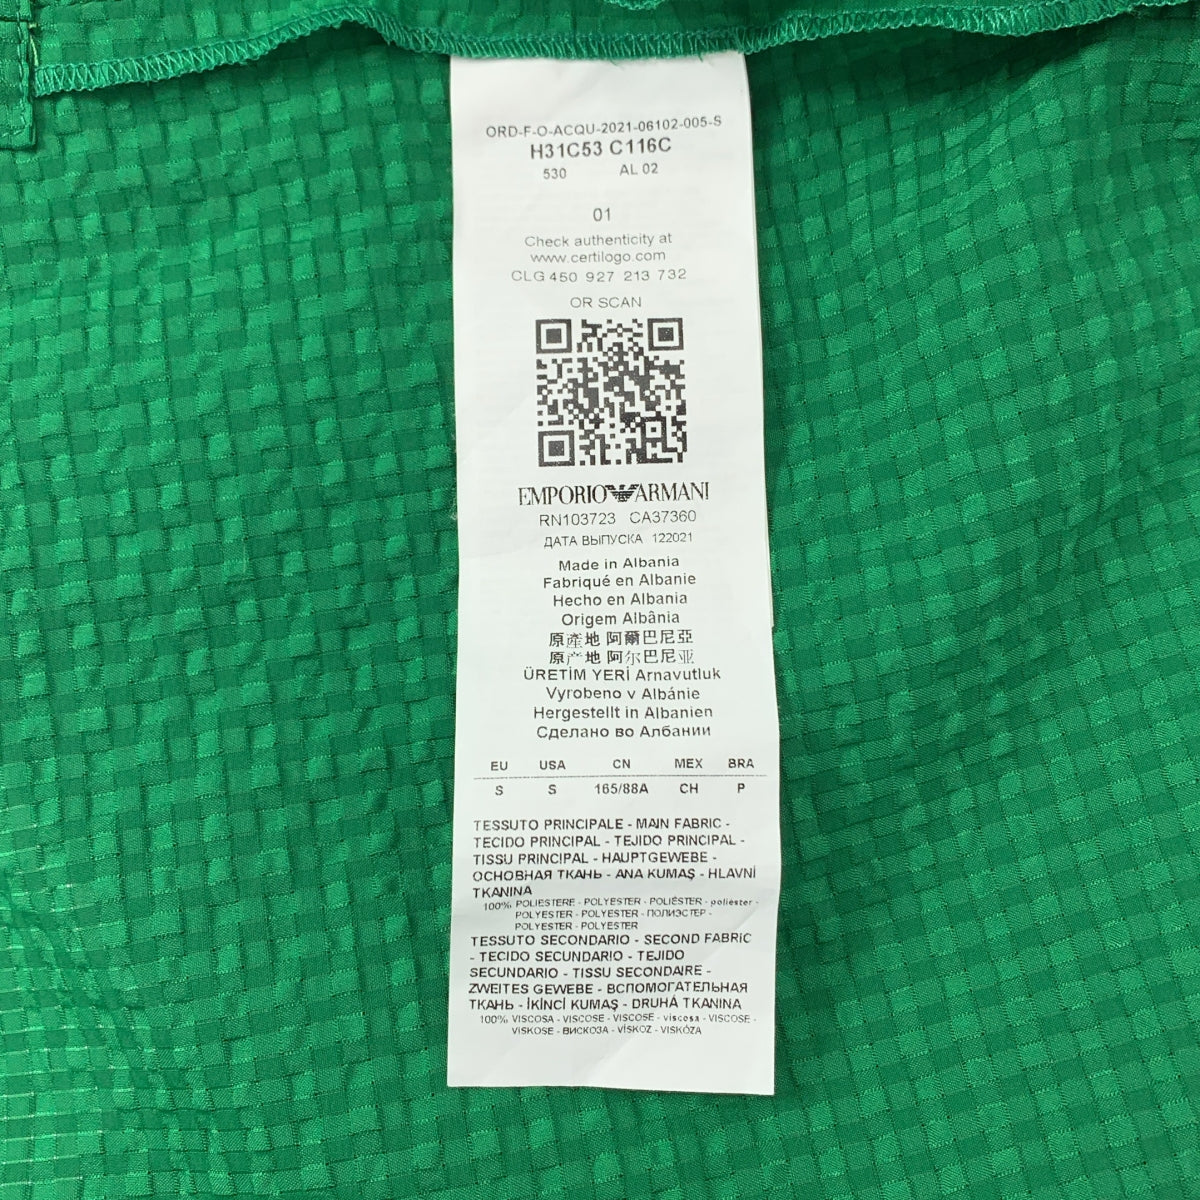 ORD-F-O-ACQU-2021-06102-005-S
H31C53 C116C
530 AL 02
01
Check authenticity at
www.certilogo.com
CLG 450 927 213 732
OR SCAN
EMPORIO ARMANI
RN103723 CA37360
ДАТА ВЫПУСКА 122021
Made in Albania
Fabriqué en Albanie
Hecho en Albania
Origem Albânia
原產地 阿爾巴尼亞
原产地 阿尔巴尼亚
ÜRETİM YERİ Arnavutluk
Vyrobeno v Albánie
Hergestellt in Albanien
Сделано во Албании
EU USA CN MEX BRA
S S 165/88A CH P
TESSUTO PRINCIPALE - MAIN FABRIC -
TECIDO PRINCIPAL - TEJIDO PRINCIPAL -
TISSU PRINCIPAL - HAUPTGEWEBE -
ОСНОВНАЯ ТКАНЬ - ANA KUMAŞ - HLAVNÍ
TKANINA
100% POLIESTERE - POLYESTER - POLIÉSTER - poliéster -
POLYESTER - POLYESTER - ПОЛИЭСТЕР -
POLYESTER - POLYESTER
TESSUTO SECONDARIO - SECOND FABRIC
- TECIDO SECUNDARIO - TEJIDO
SECUNDARIO - TISSU SECONDAIRE -
ZWEITES GEWEBE - ВСПОМОГАТЕЛЬНАЯ
ТКАНЬ - İKİNCİ KUMAŞ - DRUHÁ TKANINA
100% VISCOSA - VISCOSE - VISCOSE - viscosa - VISCOSE -
VISKOSE - ВИСКОЗА - VİSKOZ - VISKÓZA